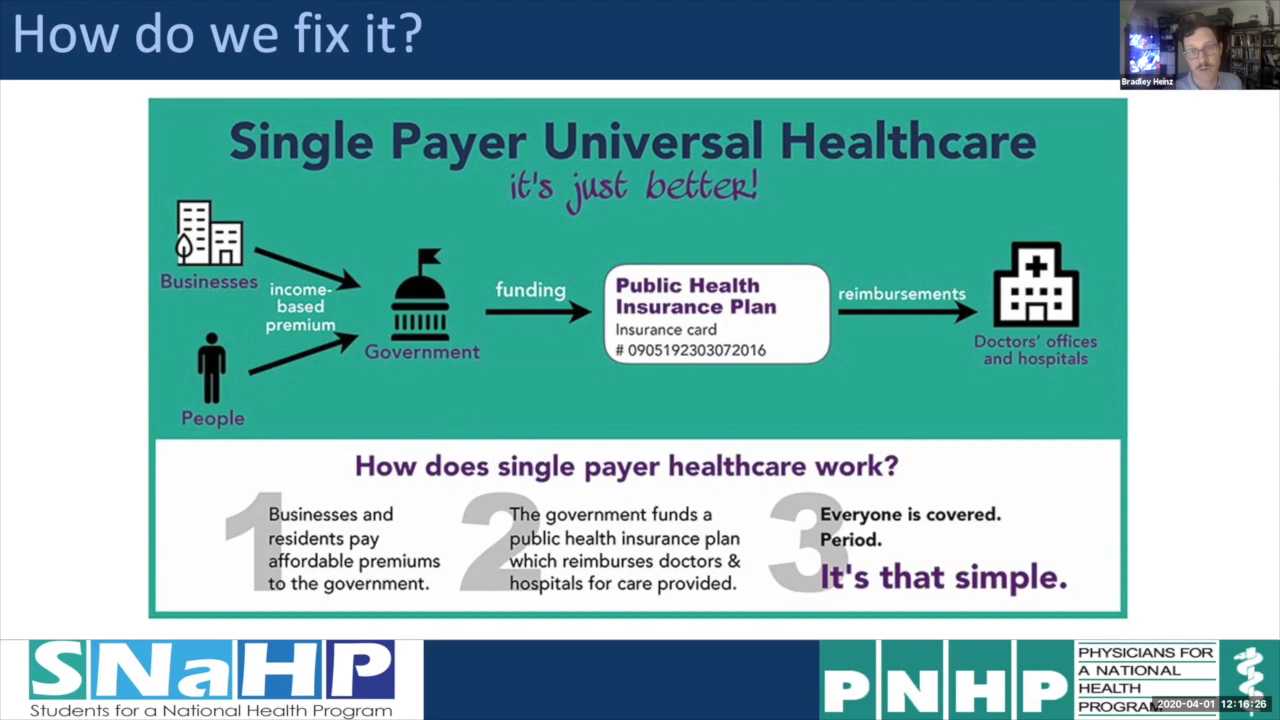 How do we fix it?
Bradley Heinz
Single Payer Universal Healthcare
it's just better!
Businesses
income-
based
premium
People
Government
funding
Public Health
Insurance Plan
Insurance card
# 0905192303072016
reimbursements
Doctors' offices
and hospitals
How does single payer healthcare work?
1
Businesses and
residents pay
affordable premiums
to the government.
2
The government funds a
public health insurance plan
which reimburses doctors &
hospitals for care provided.
3
Everyone is covered.
Period.
It's that simple.
SNaHP
Students for a National Health Program
PNHP
PHYSICIANS FOR
A NATIONAL
HEALTH
PROGRAM
2020-04-01 12:16:26